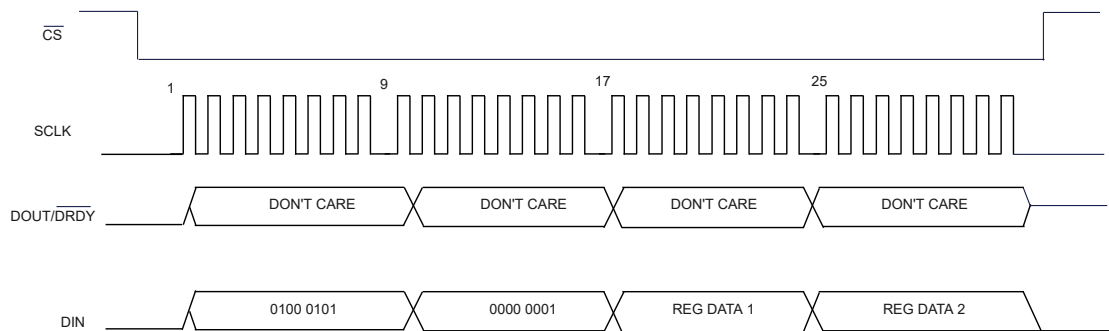 CS
1 9 17 25
SCLK
DOUT/DRDY DON'T CARE DON'T CARE DON'T CARE DON'T CARE
DIN 0100 0101 0000 0001 REG DATA 1 REG DATA 2